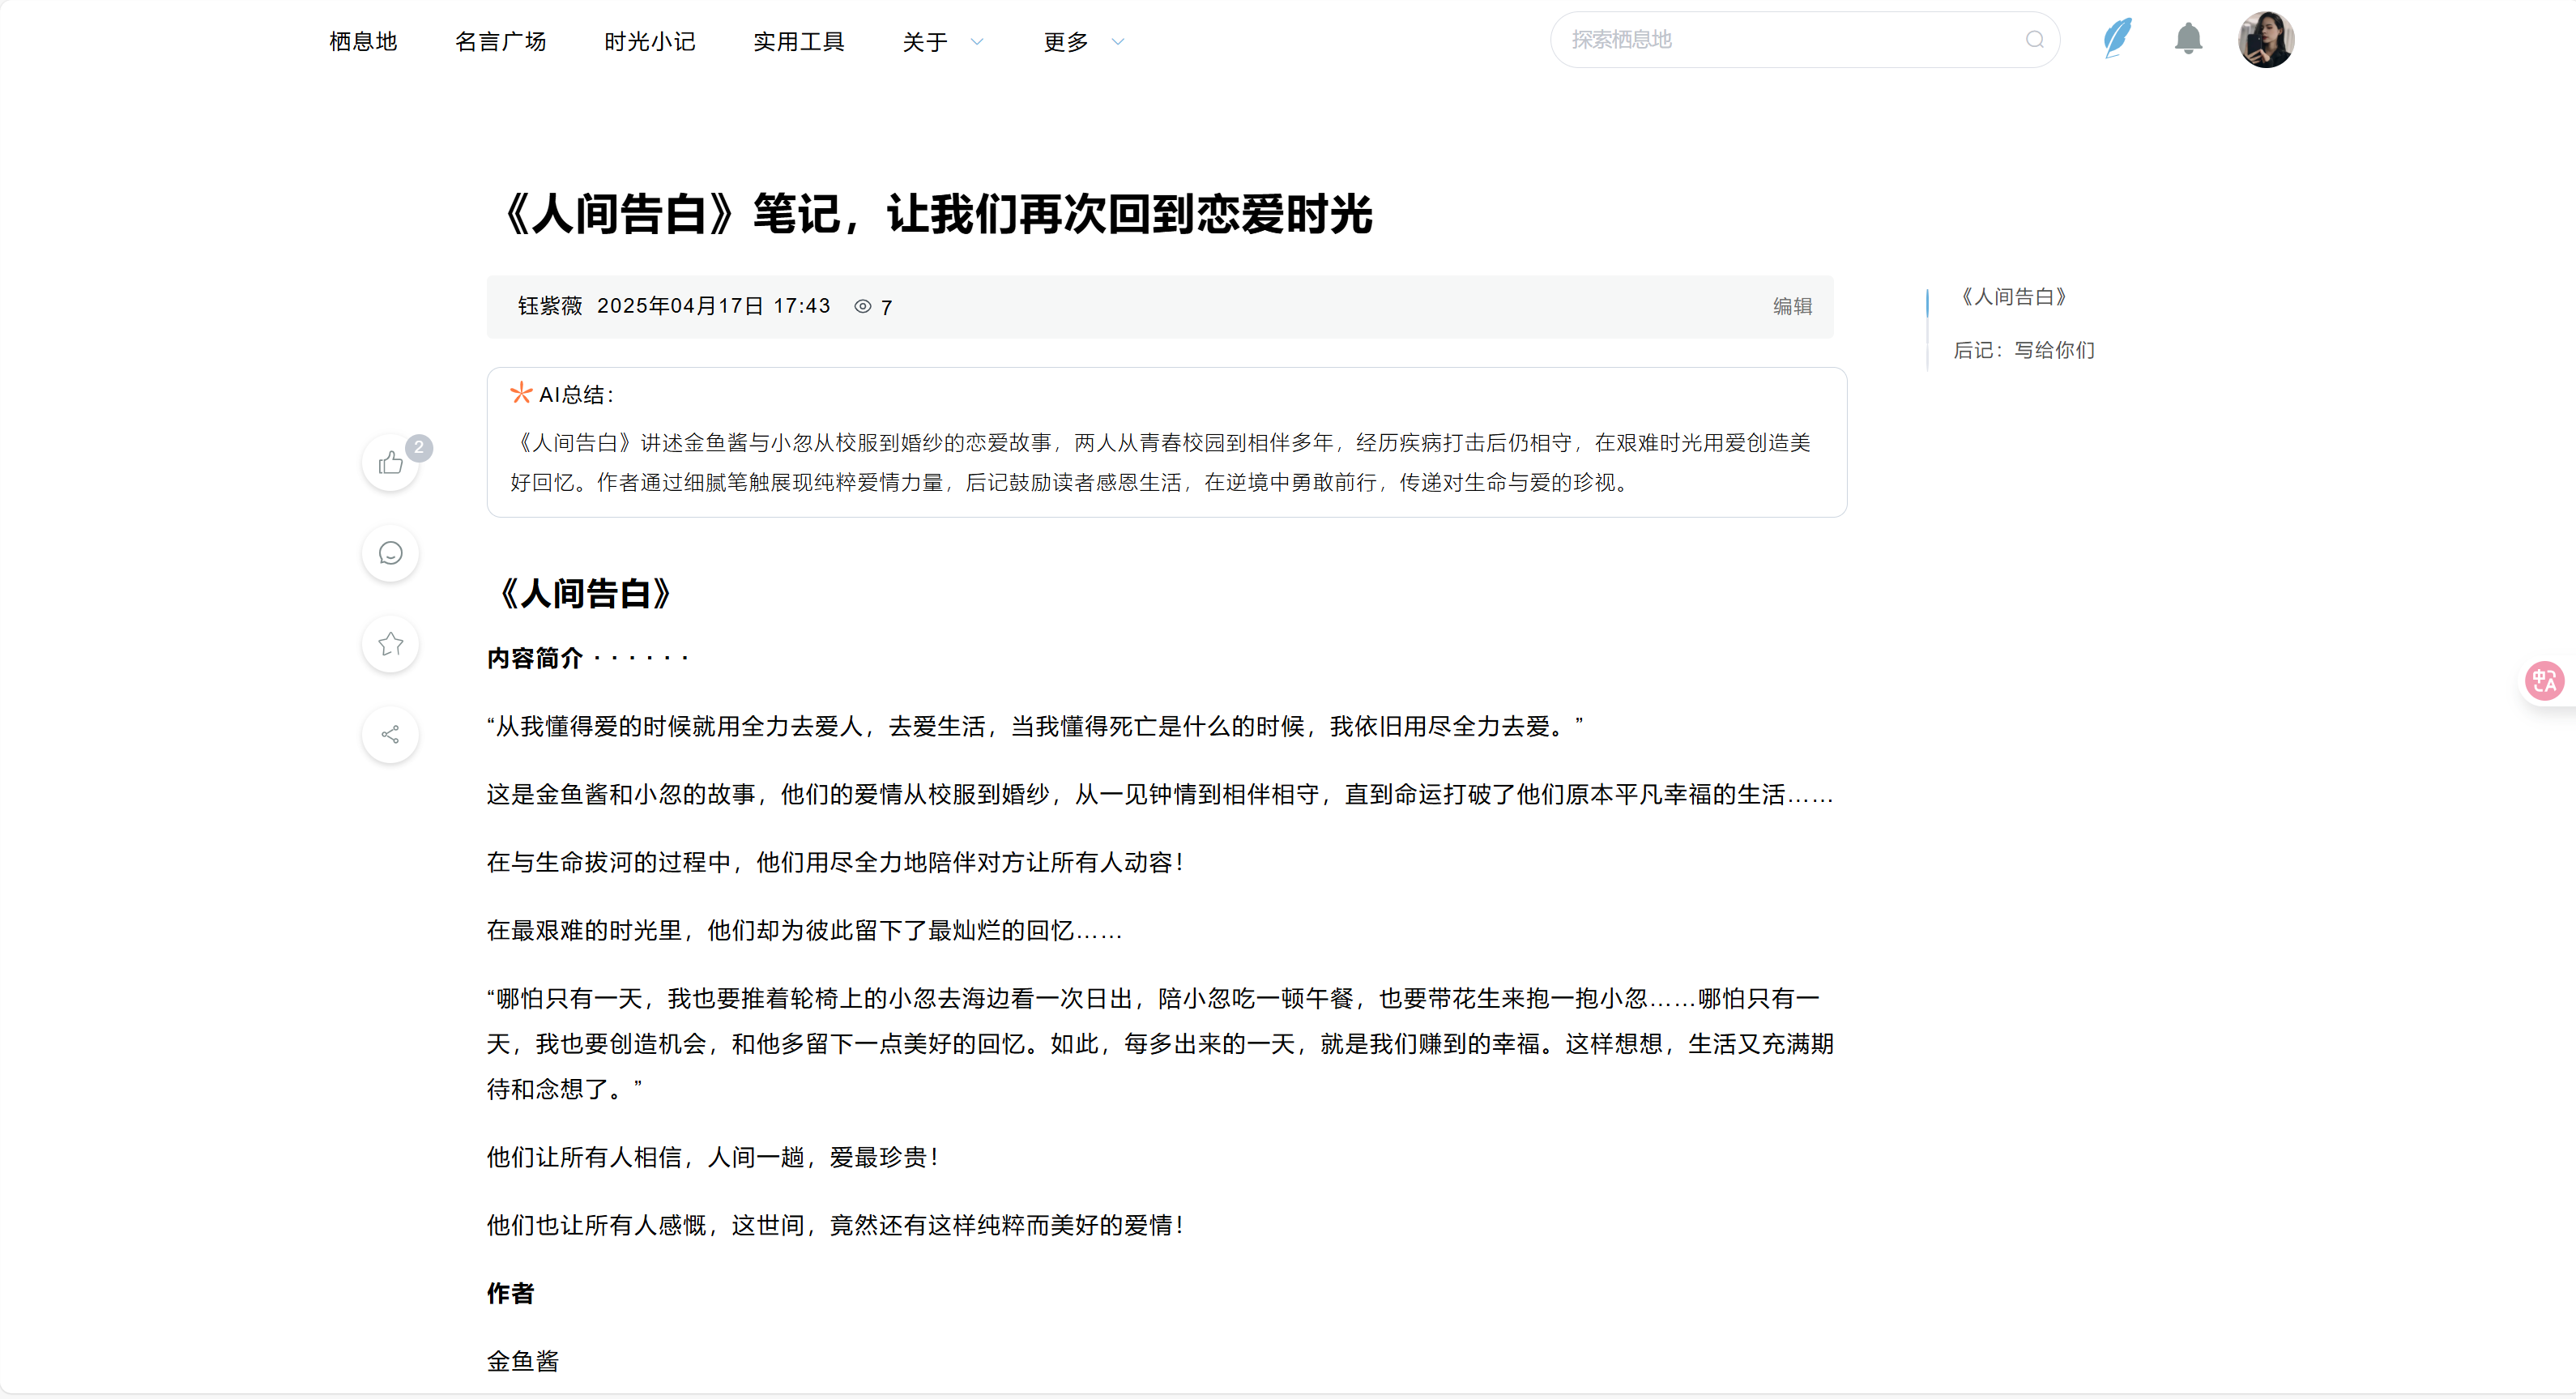 栖息地 名言广场 时光小记 实用工具 关于 更多 探索栖息地
《人间告白》笔记，让我们再次回到恋爱时光
钰紫薇 2025年04月17日 17:43 7 编辑
《人间告白》
后记：写给你们
AI总结：
《人间告白》讲述金鱼酱与小忽从校服到婚纱的恋爱故事，两人从青春校园到相伴多年，经历疾病打击后仍相守，在艰难时光用爱创造美
好回忆。作者通过细腻笔触展现纯粹爱情力量，后记鼓励读者感恩生活，在逆境中勇敢前行，传递对生命与爱的珍视。
2
《人间告白》
内容简介 · · · · · ·
“从我懂得爱的时候就用全力去爱人，去爱生活，当我懂得死亡是什么的时候，我依旧用尽全力去爱。”
这是金鱼酱和小忽的故事，他们的爱情从校服到婚纱，从一见钟情到相伴相守，直到命运打破了他们原本平凡幸福的生活……
在与生命拔河的过程中，他们用尽全力地陪伴对方让所有人动容！
在最艰难的时光里，他们却为彼此留下了最灿烂的回忆……
“哪怕只有一天，我也要推着轮椅上的小忽去海边看一次日出，陪小忽吃一顿午餐，也要带花生来抱一抱小忽……哪怕只有一
天，我也要创造机会，和他多留下一点美好的回忆。如此，每多出来的一天，就是我们赚到的幸福。这样想想，生活又充满期
待和念想了。”
他们让所有人相信，人间一趟，爱最珍贵！
他们也让所有人感慨，这世间，竟然还有这样纯粹而美好的爱情！
作者
金鱼酱
中A